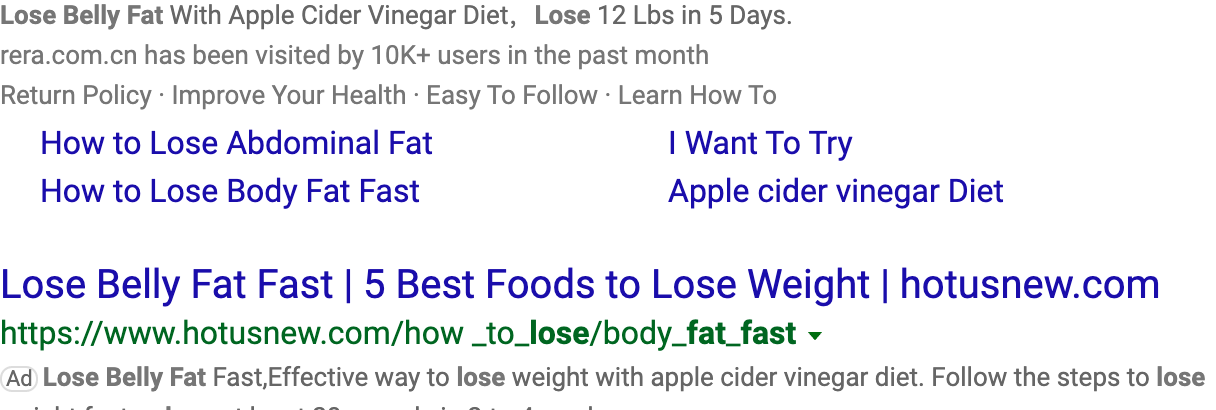 Lose Belly Fat With Apple Cider Vinegar Diet，Lose 12 Lbs in 5 Days.
rera.com.cn has been visited by 10K+ users in the past month
Return Policy · Improve Your Health · Easy To Follow · Learn How To
How to Lose Abdominal Fat I Want To Try
How to Lose Body Fat Fast Apple cider vinegar Diet
Lose Belly Fat Fast | 5 Best Foods to Lose Weight | hotusnew.com
https://www.hotusnew.com/how _to_lose/body_fat_fast
Ad Lose Belly Fat Fast,Effective way to lose weight with apple cider vinegar diet. Follow the steps to lose